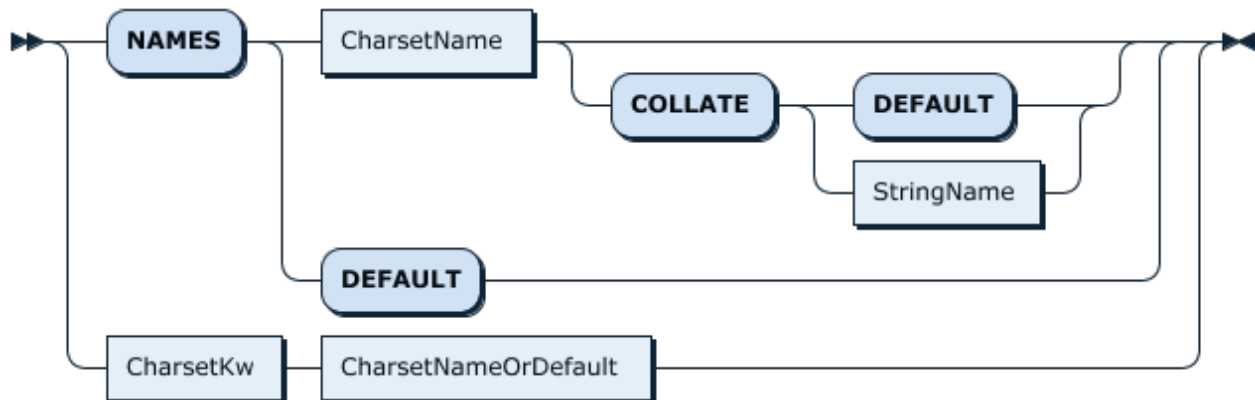 NAMES CharsetName
COLLATE DEFAULT
StringName
DEFAULT
CharsetKw CharsetNameOrDefault